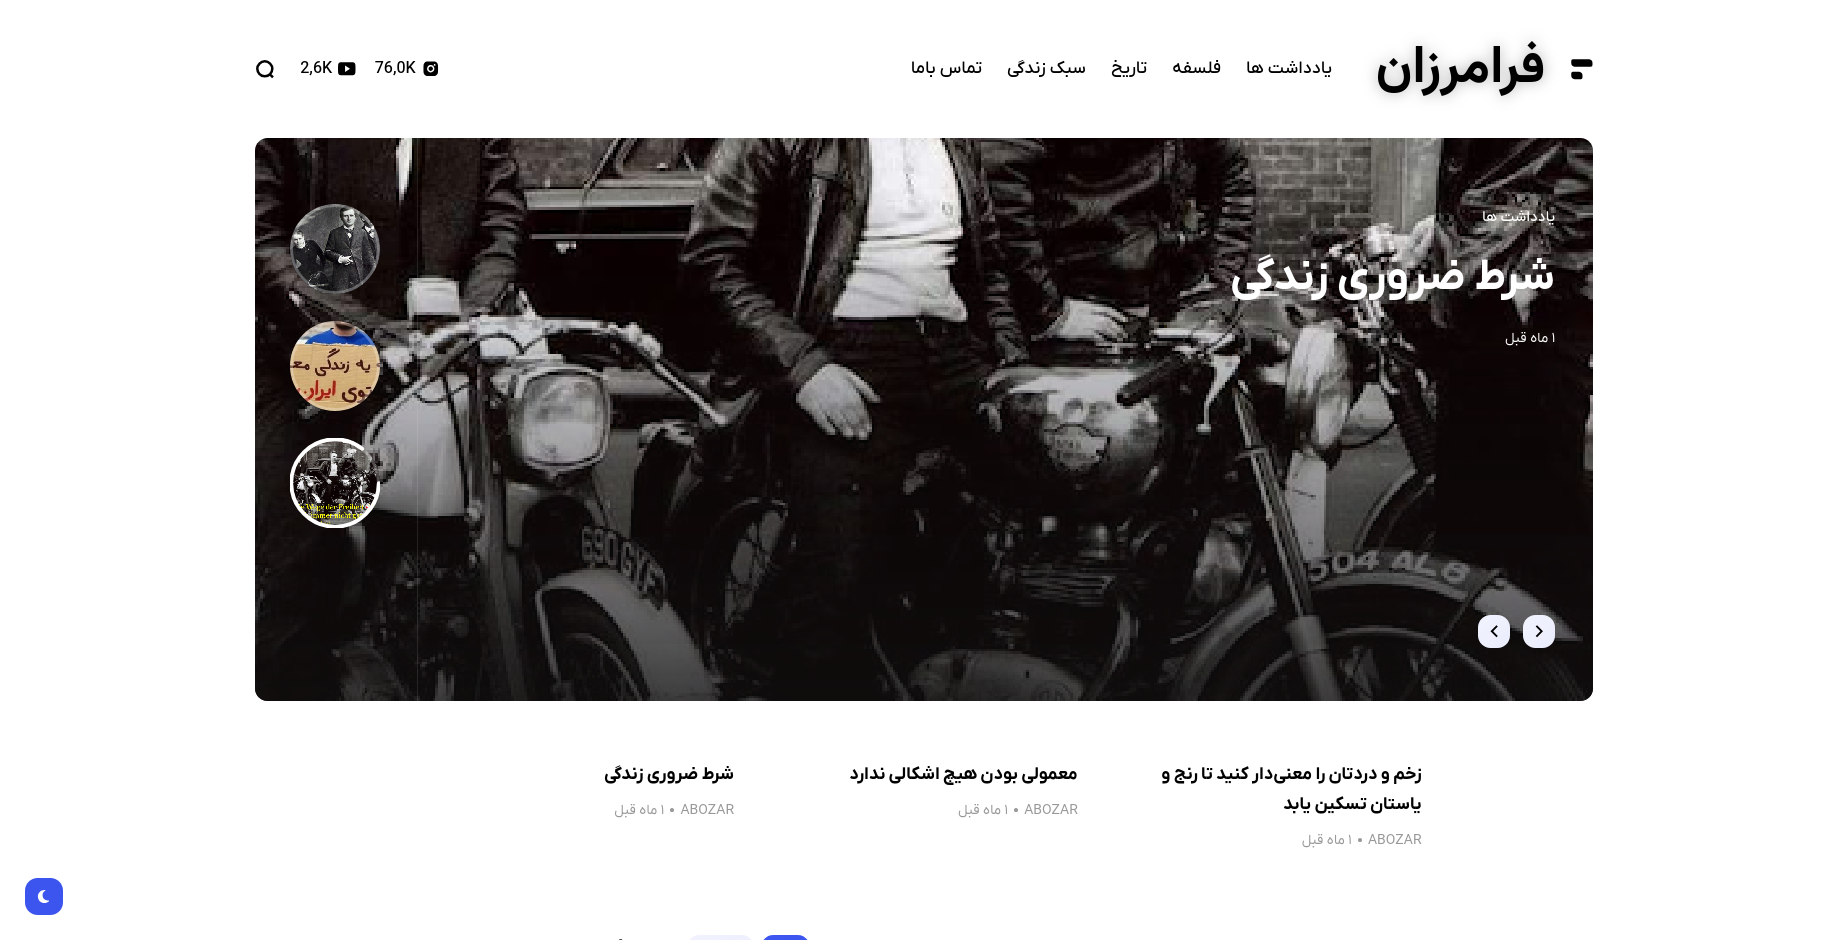 فرامرزان
یادداشت ها
فلسفه
تاریخ
سبک زندگی
تماس باما
76,0K
2,6K
یادداشت ها
شرط ضروری زندگی
۱ ماه قبل
یه زندگی
توی ایران
690 GYF
504 ALB
زخم و دردتان را معنی‌دار کنید تا رنج و
یاستان تسکین یابد
ABOZAR • ۱ ماه قبل
معمولی بودن هیچ اشکالی ندارد
ABOZAR • ۱ ماه قبل
شرط ضروری زندگی
ABOZAR • ۱ ماه قبل